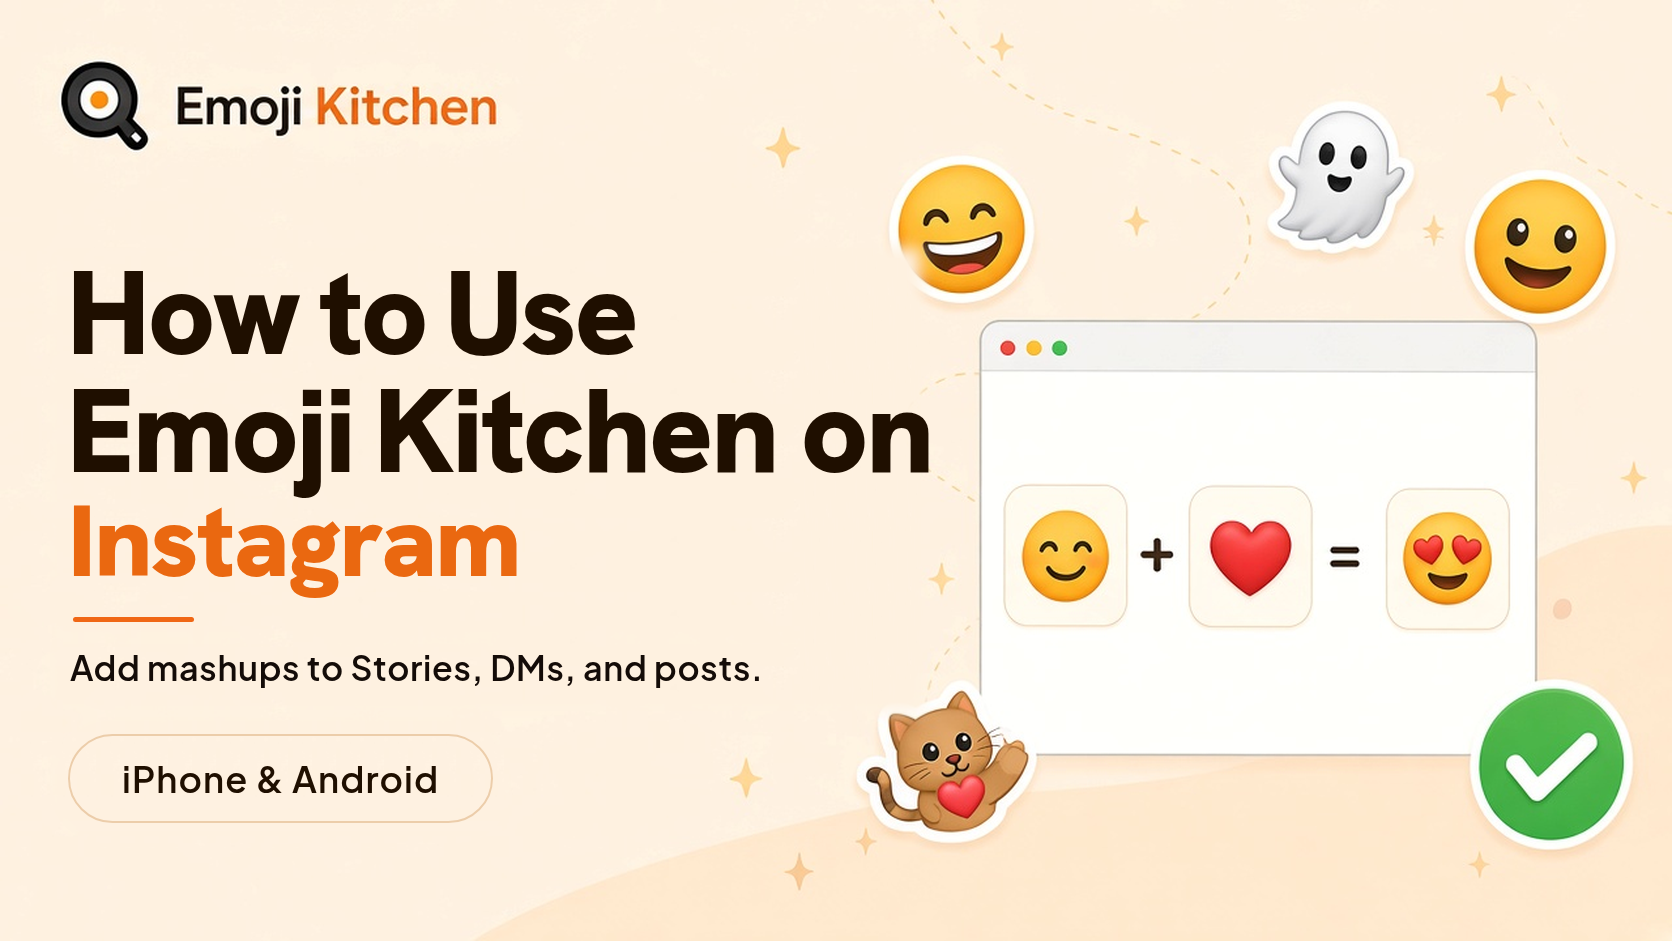 Emoji Kitchen
How to Use
Emoji Kitchen on
Instagram
Add mashups to Stories, DMs, and posts.
iPhone & Android
+
=